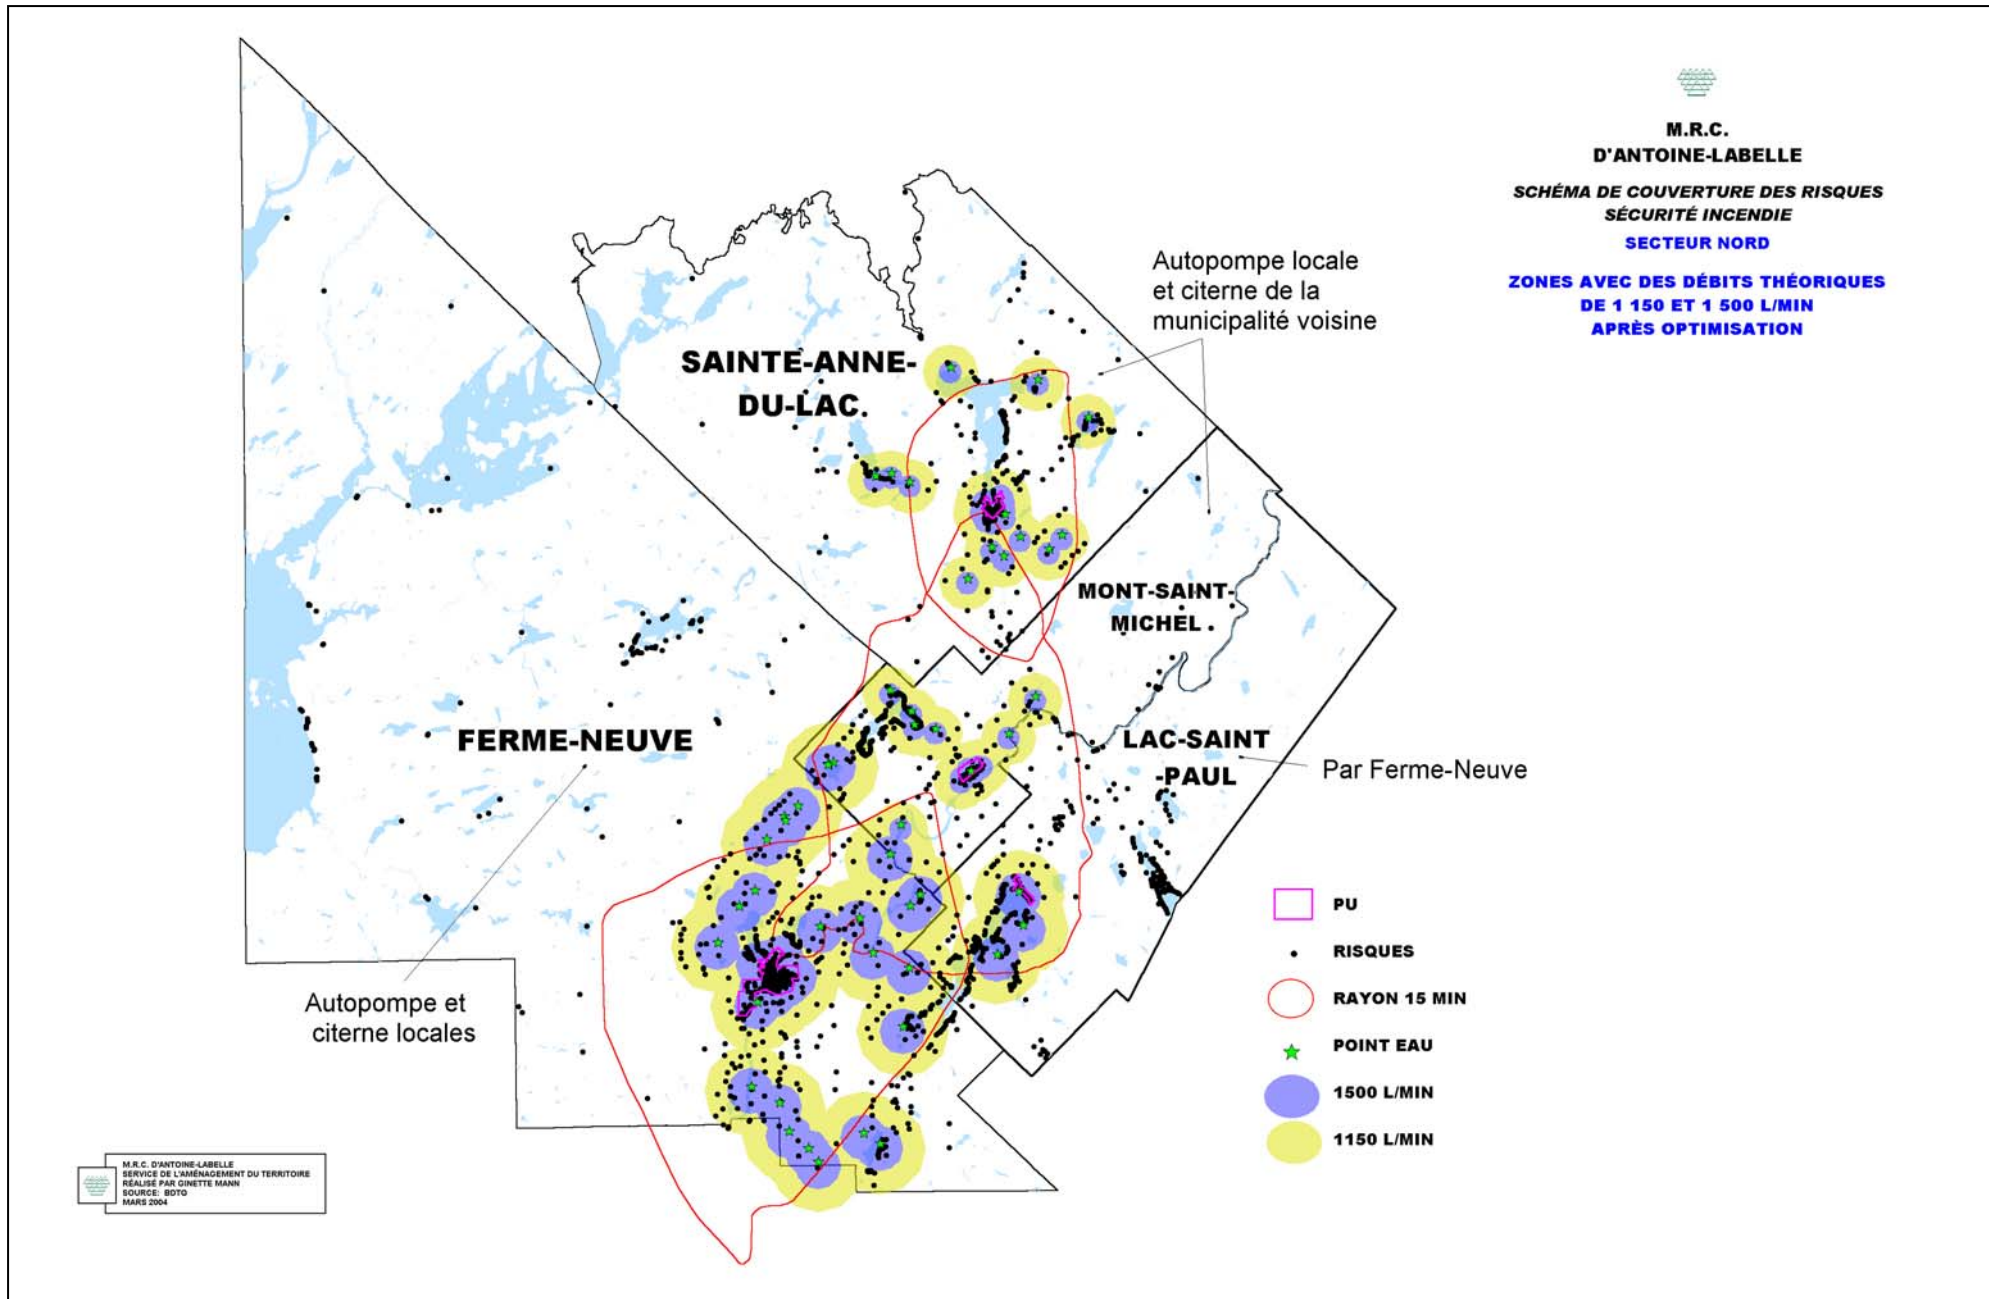 M.R.C.
D'ANTOINE-LABELLE
SCHÉMA DE COUVERTURE DES RISQUES
SÉCURITÉ INCENDIE
SECTEUR NORD
ZONES AVEC DES DÉBITS THÉORIQUES
DE 1 150 ET 1 500 L/MIN
APRÈS OPTIMISATION
Autopompe locale
et citerne de la
municipalité voisine
SAINTE-ANNE-
DU-LAC
MONT-SAINT-
MICHEL
FERME-NEUVE
LAC-SAINT
-PAUL
Par Ferme-Neuve
Autopompe et
citerne locales
PU
RISQUES
RAYON 15 MIN
POINT EAU
1500 L/MIN
1150 L/MIN
M.R.C. D'ANTOINE-LABELLE
SERVICE DE L'AMÉNAGEMENT DU TERRITOIRE
RÉALISÉ PAR GINETTE MANN
SOURCE: BDTQ
MARS 2004